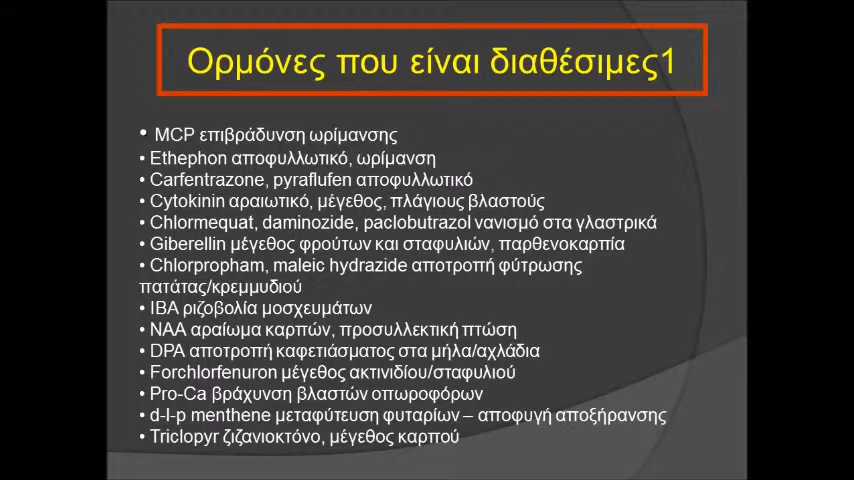 Ορμόνες που είναι διαθέσιμες1
• MCP επιβράδυνση ωρίμανσης
• Ethephon αποφυλλωτικό, ωρίμανση
• Carfentrazone, pyraflufen αποφυλλωτικό
• Cytokinin αραιωτικό, μέγεθος, πλάγιους βλαστούς
• Chlormequat, daminozide, paclobutrazol νανισμό στα γλαστρικά
• Giberellin μέγεθος φρούτων και σταφυλιών, παρθενοκαρπία
• Chlorpropham, maleic hydrazide αποτροπή φύτρωσης
πατάτας/κρεμμυδιού
• IBA ριζοβολία μοσχευμάτων
• NAA αραίωμα καρπών, προσυλλεκτική πτώση
• DPA αποτροπή καφετιάσματος στα μήλα/αχλάδια
• Forchlorfenuron μέγεθος ακτινιδίου/σταφυλιού
• Pro-Ca βράχυνση βλαστών οπωροφόρων
• d-l-p menthene μεταφύτευση φυταρίων – αποφυγή αποξήρανσης
• Triclopyr ζιζανιοκτόνο, μέγεθος καρπού